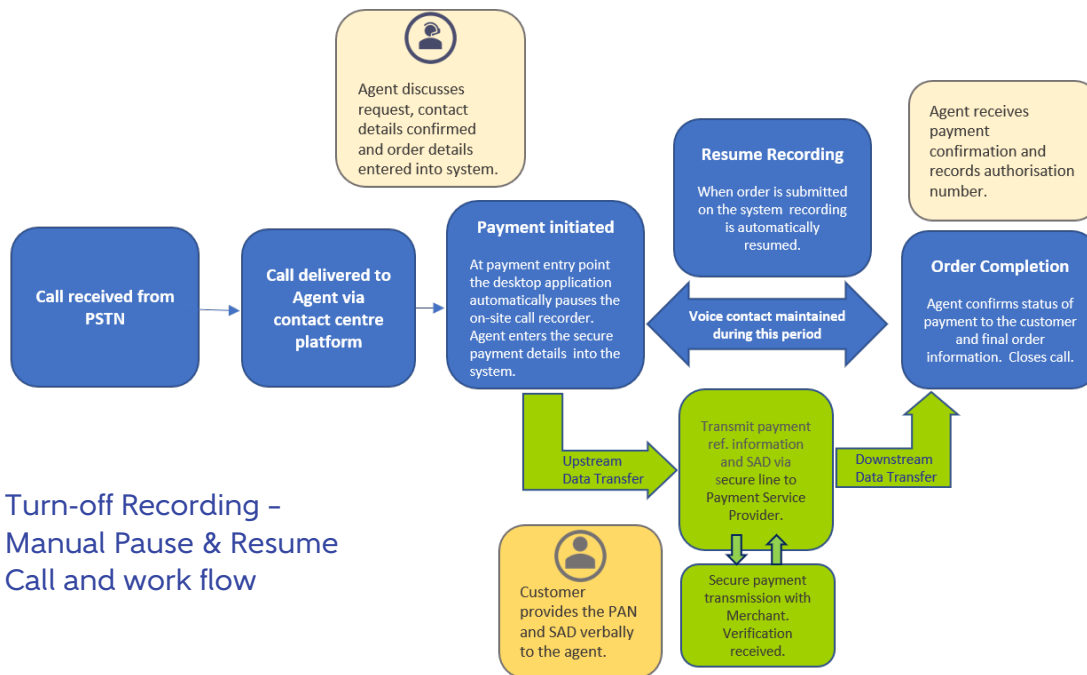 Agent discusses
request, contact
details confirmed
and order details
entered into system.
Agent receives
payment
confirmation and
records authorisation
number.
Resume Recording
When order is submitted
on the system recording
is automatically
resumed.
Call received from
PSTN
Call delivered to
Agent via
contact centre
platform
Payment initiated
At payment entry point
the desktop application
automatically pauses the
on-site call recorder.
Agent enters the secure
payment details into the
system.
Voice contact maintained
during this period
Order Completion
Agent confirms status of
payment to the customer
and final order
information. Closes call.
Upstream
Data Transfer
Transmit payment
ref. information
and SAD via
secure line to
Payment Service
Provider.
Downstream
Data Transfer
Turn-off Recording –
Manual Pause & Resume
Call and work flow
Customer
provides the PAN
and SAD verbally
to the agent.
Secure payment
transmission with
Merchant.
Verification
received.